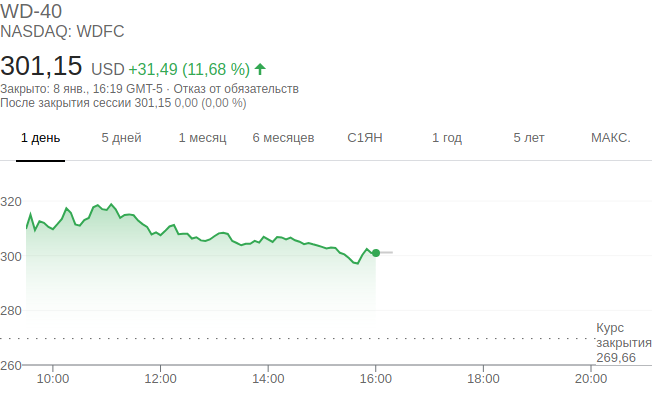 WD-40
NASDAQ: WDFC
301,15 USD +31,49 (11,68 %)
Закрыто: 8 янв., 16:19 GMT-5 · Отказ от обязательств
После закрытия сессии 301,15 0,00 (0,00 %)
1 день 5 дней 1 месяц 6 месяцев С1ЯН 1 год 5 лет МАКС.
320
300
280
Курс
закрытия
269,66
260
10:00 12:00 14:00 16:00 18:00 20:00